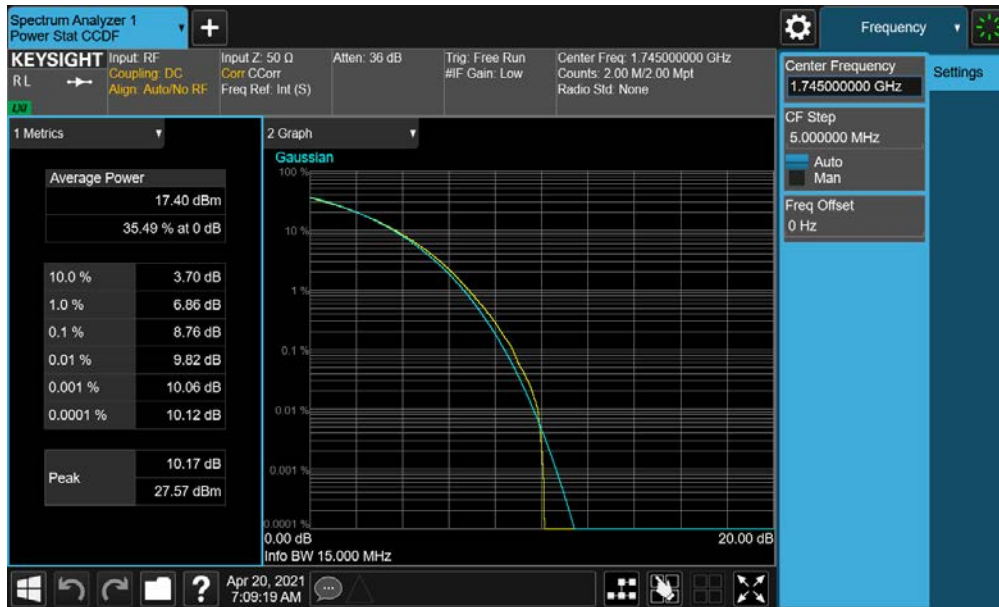 Spectrum Analyzer 1
Power Stat CCDF
Frequency
KEYSIGHT
R L
LXI
Input: RF
Coupling: DC
Align: Auto/No RF
Input Z: 50 Ω
Corr CCorr
Freq Ref: Int (S)
Atten: 36 dB
Trig: Free Run
#IF Gain: Low
Center Freq: 1.745000000 GHz
Counts: 2.00 M/2.00 Mpt
Radio Std: None
Center Frequency
1.745000000 GHz
Settings
CF Step
5.000000 MHz
Auto
Man
Freq Offset
0 Hz
1 Metrics
Average Power
17.40 dBm
35.49 % at 0 dB
10.0 % 3.70 dB
1.0 % 6.86 dB
0.1 % 8.76 dB
0.01 % 9.82 dB
0.001 % 10.06 dB
0.0001 % 10.12 dB
Peak
10.17 dB
27.57 dBm
2 Graph
Gaussian
100 %
10 %
1 %
0.1 %
0.01 %
0.001 %
0.0001 %
0.00 dB 20.00 dB
Info BW 15.000 MHz
?
Apr 20, 2021
7:09:19 AM